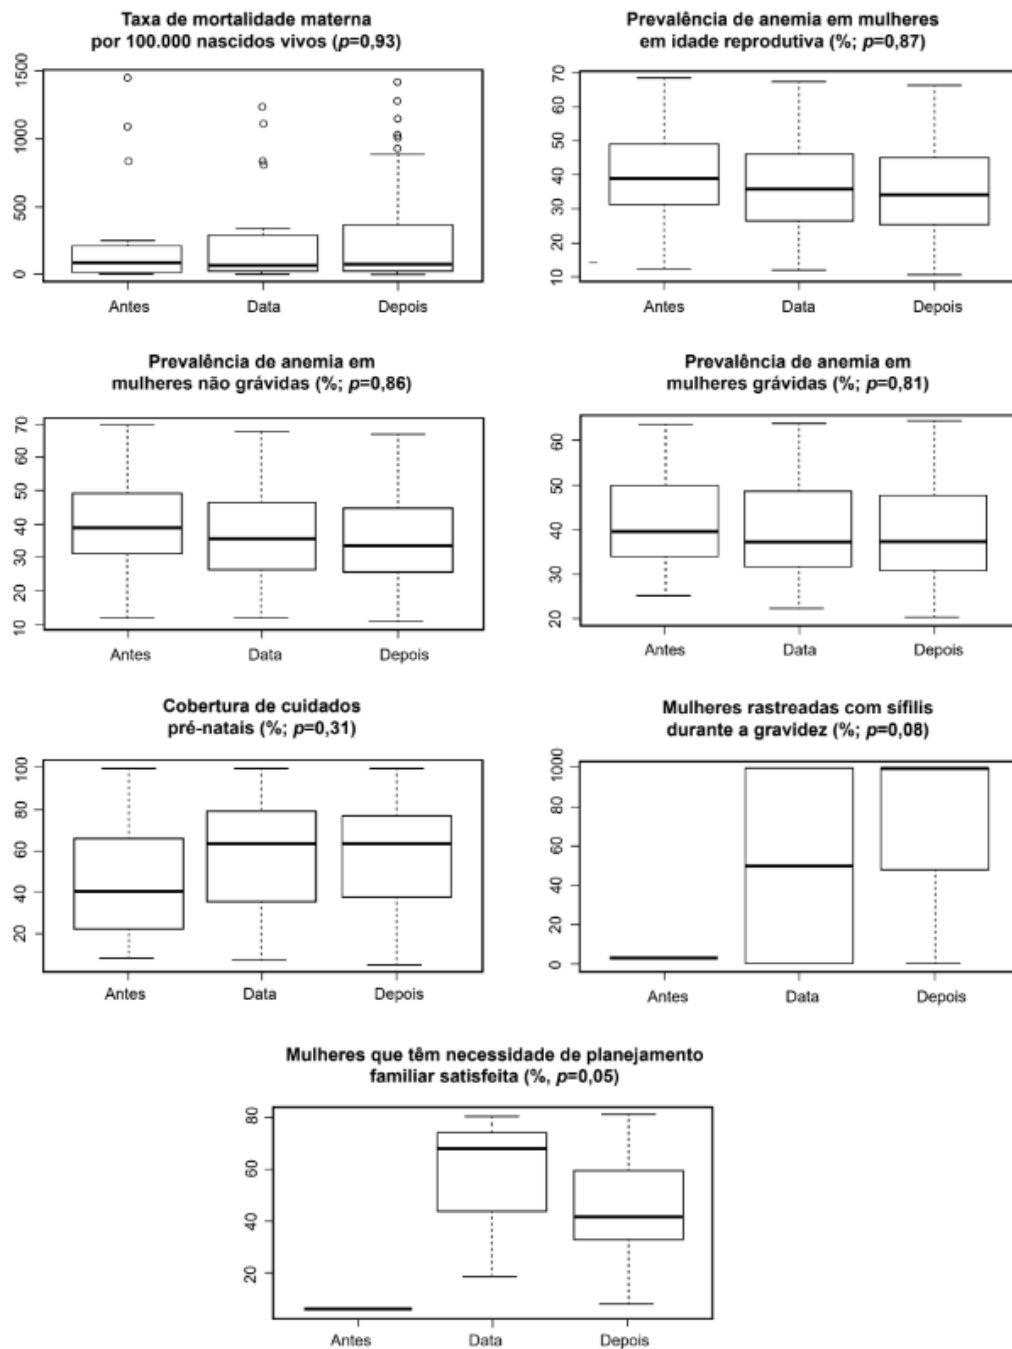 Taxa de mortalidade materna
por 100.000 nascidos vivos (p=0,93)
1500
1000
500
0
Antes Data Depois
Prevalência de anemia em mulheres
em idade reprodutiva (%; p=0,87)
70
60
50
40
30
20
10
Antes Data Depois
Prevalência de anemia em
mulheres não grávidas (%; p=0,86)
70
60
50
40
30
20
10
Antes Data Depois
Prevalência de anemia em
mulheres grávidas (%; p=0,81)
60
50
40
30
20
Antes Data Depois
Cobertura de cuidados
pré-natais (%; p=0,31)
100
80
60
40
20
Antes Data Depois
Mulheres rastreadas com sífilis
durante a gravidez (%; p=0,08)
1000
80
60
40
20
0
Antes Data Depois
Mulheres que têm necessidade de planejamento
familiar satisfeita (%, p=0,05)
80
60
40
20
Antes Data Depois